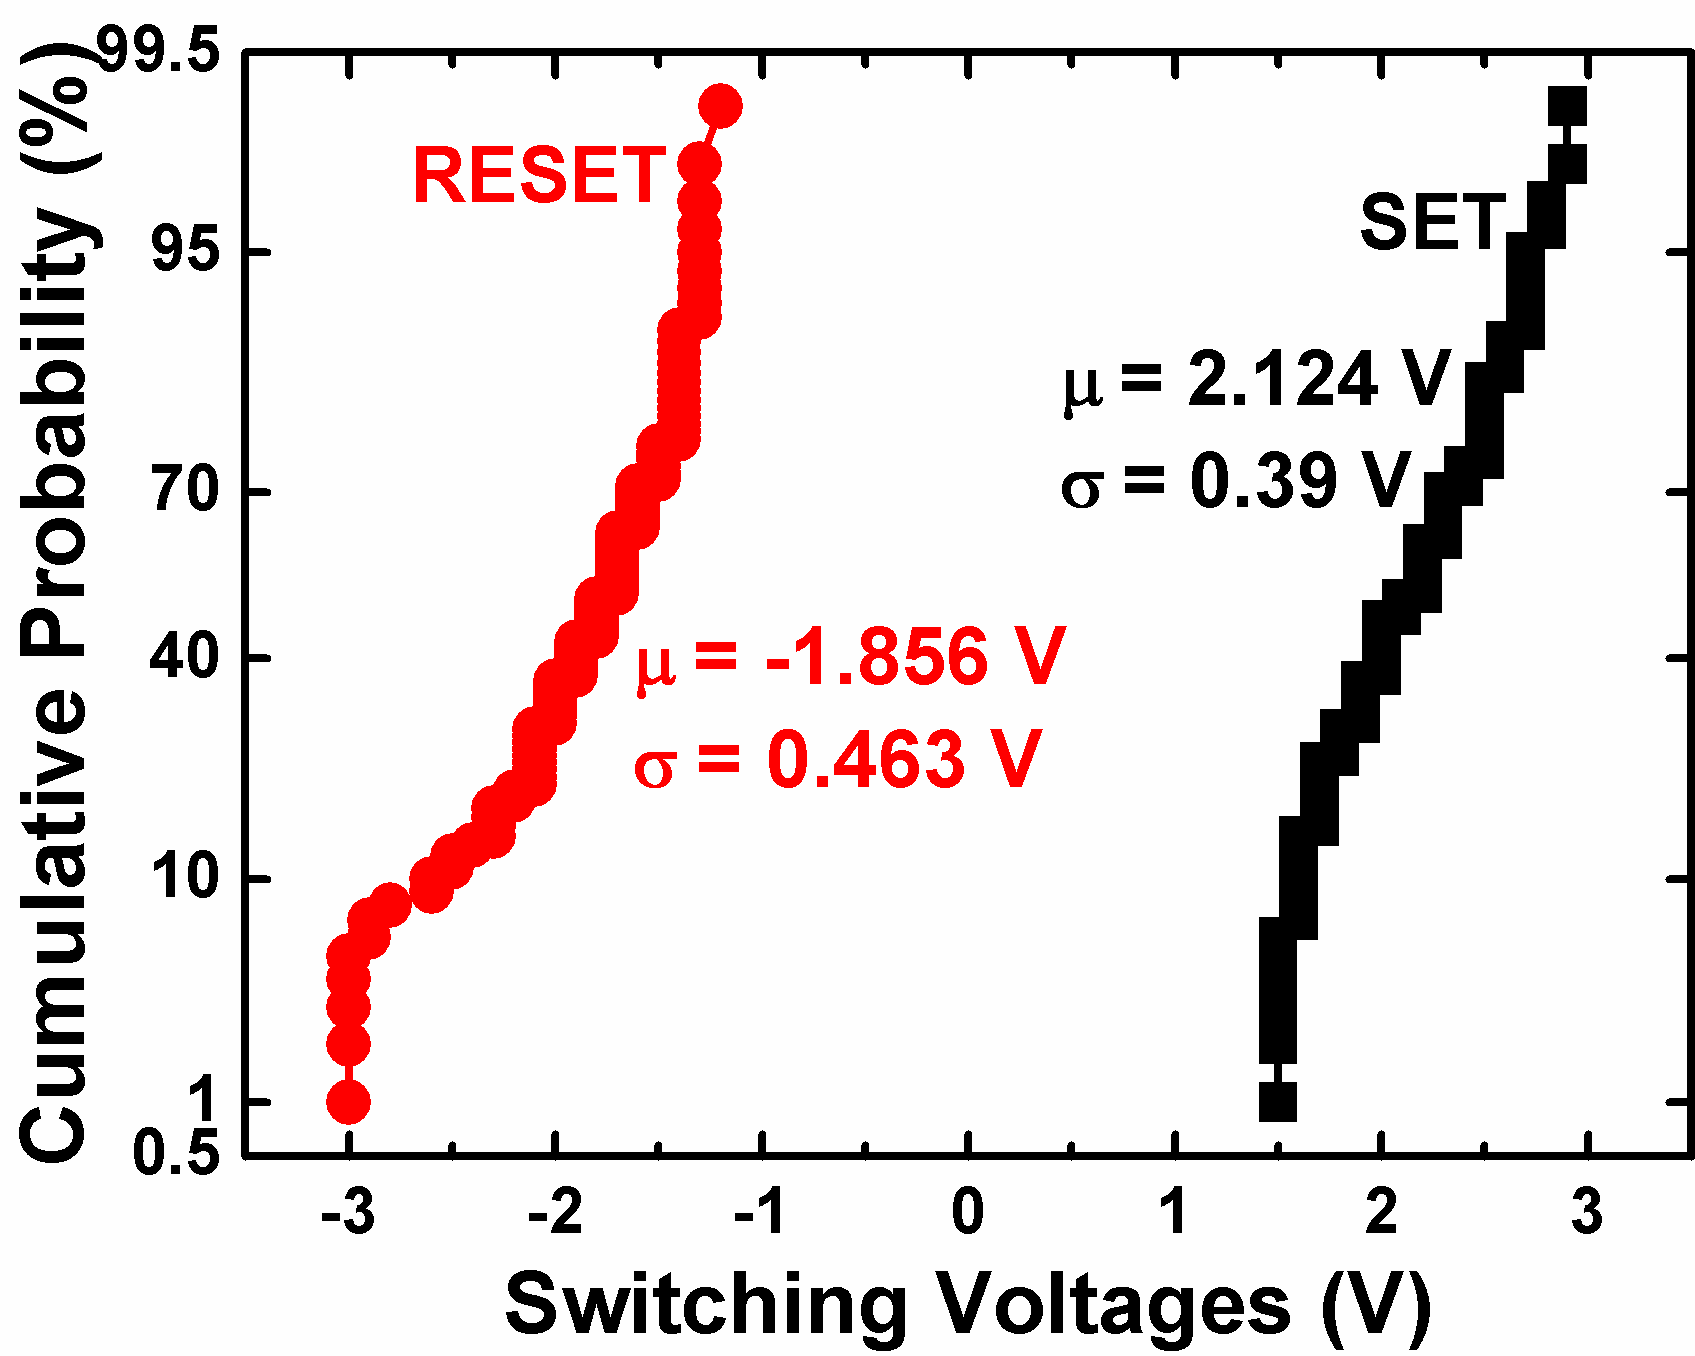 Cumulative Probability (%)
99.5
95
70
40
10
1
0.5
RESET
SET
μ = 2.124 V
σ = 0.39 V
μ = -1.856 V
σ = 0.463 V
-3 -2 -1 0 1 2 3
Switching Voltages (V)